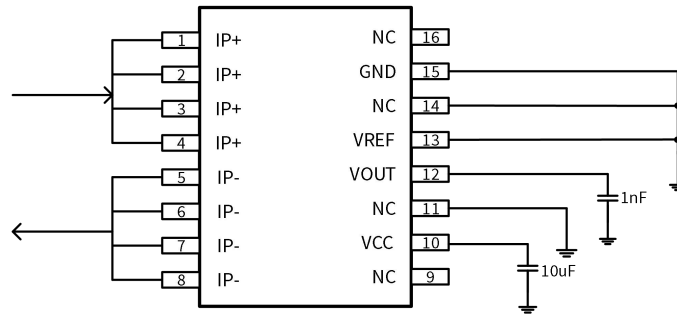 1 IP+ NC 16
2 IP+ GND 15
3 IP+ NC 14
4 IP+ VREF 13
5 IP- VOUT 12
1nF
6 IP- NC 11
7 IP- VCC 10
10uF
8 IP- NC 9